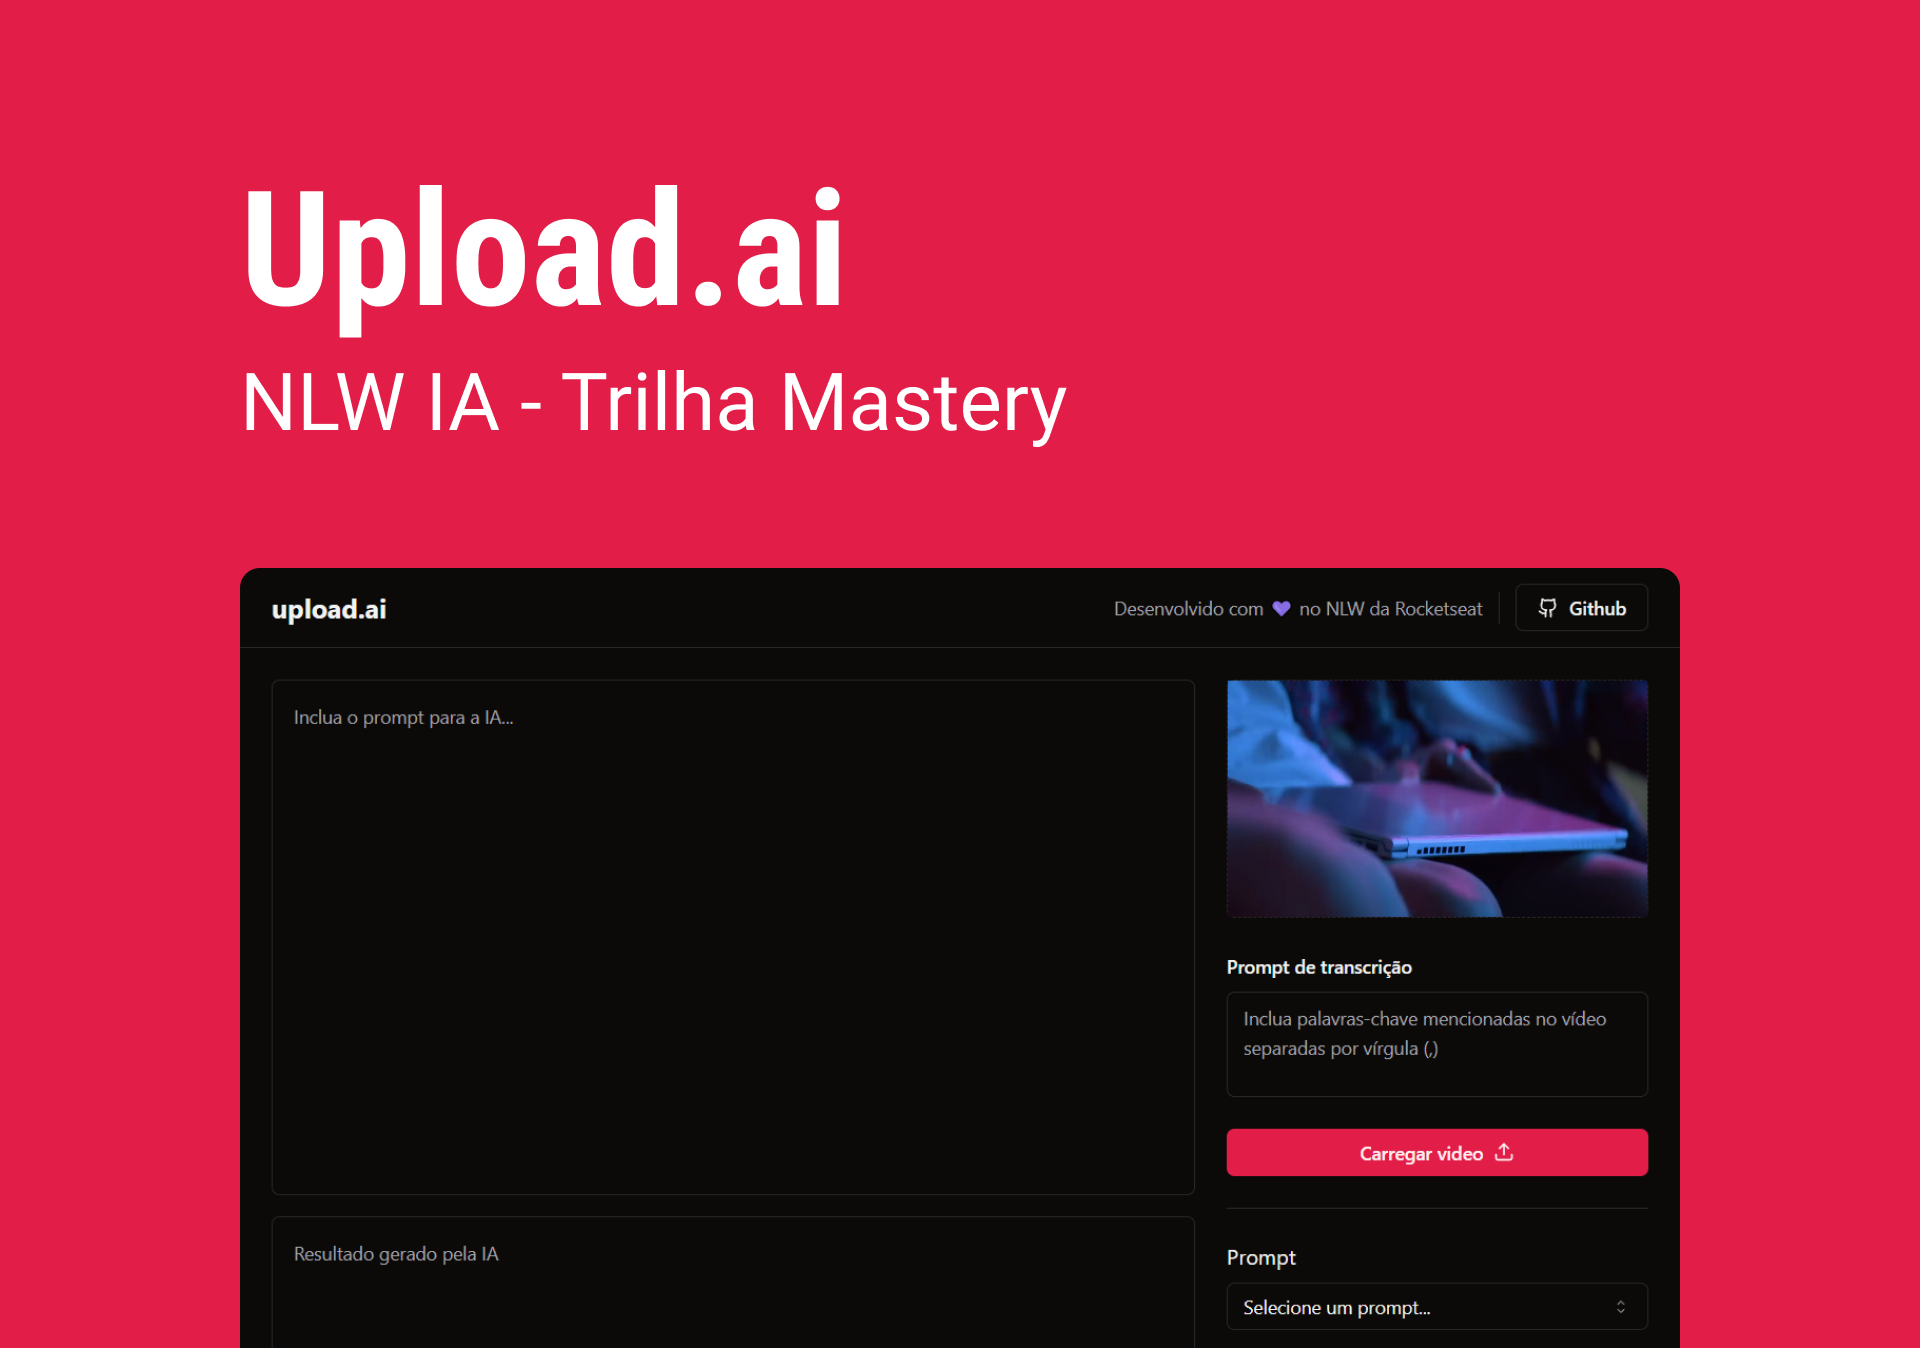 Upload.ai
NLW IA - Trilha Mastery
upload.ai
Desenvolvido com 💜 no NLW da Rocketseat
Github
Inclua o prompt para a IA...
Resultado gerado pela IA
Prompt de transcrição
Inclua palavras-chave mencionadas no vídeo
separadas por vírgula (,)
Carregar video
Prompt
Selecione um prompt...